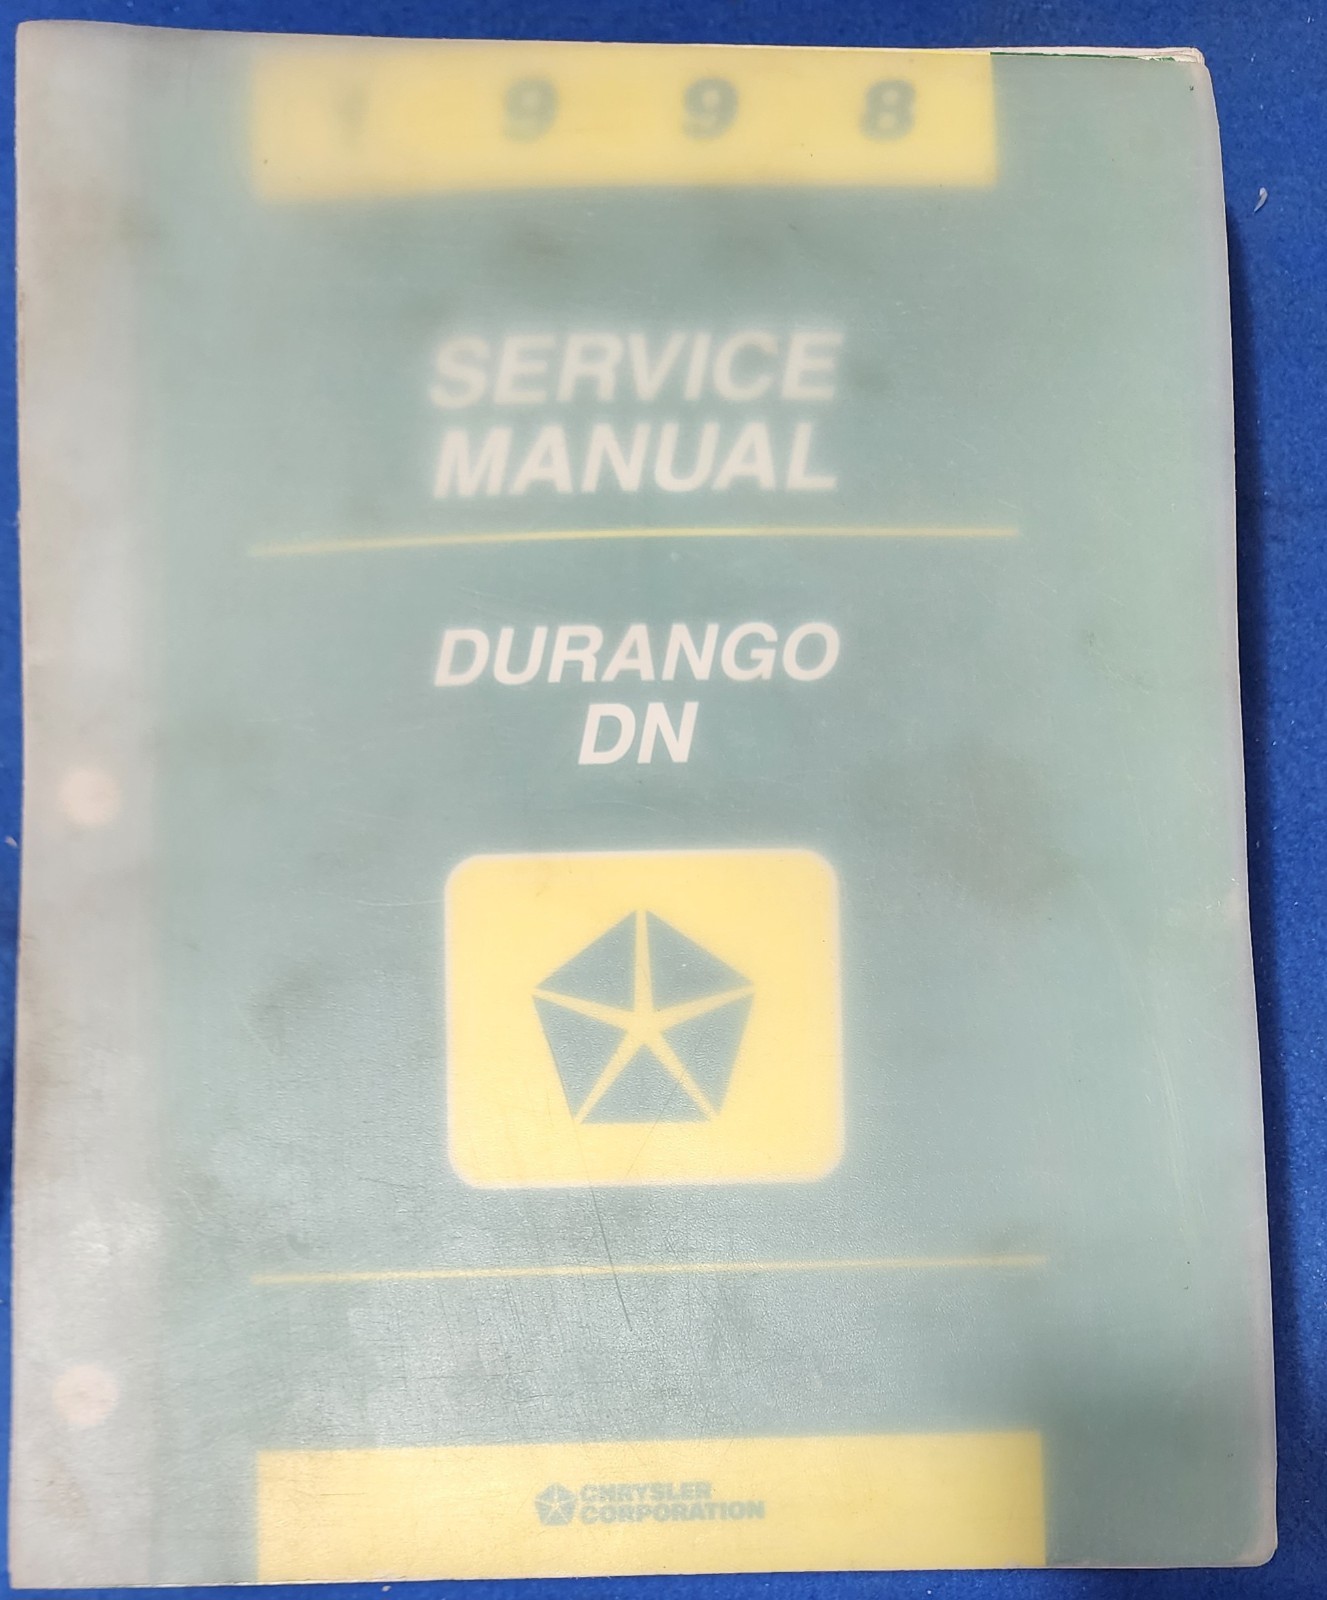 1998
SERVICE
MANUAL
DURANGO
DN
CHRYSLER
CORPORATION